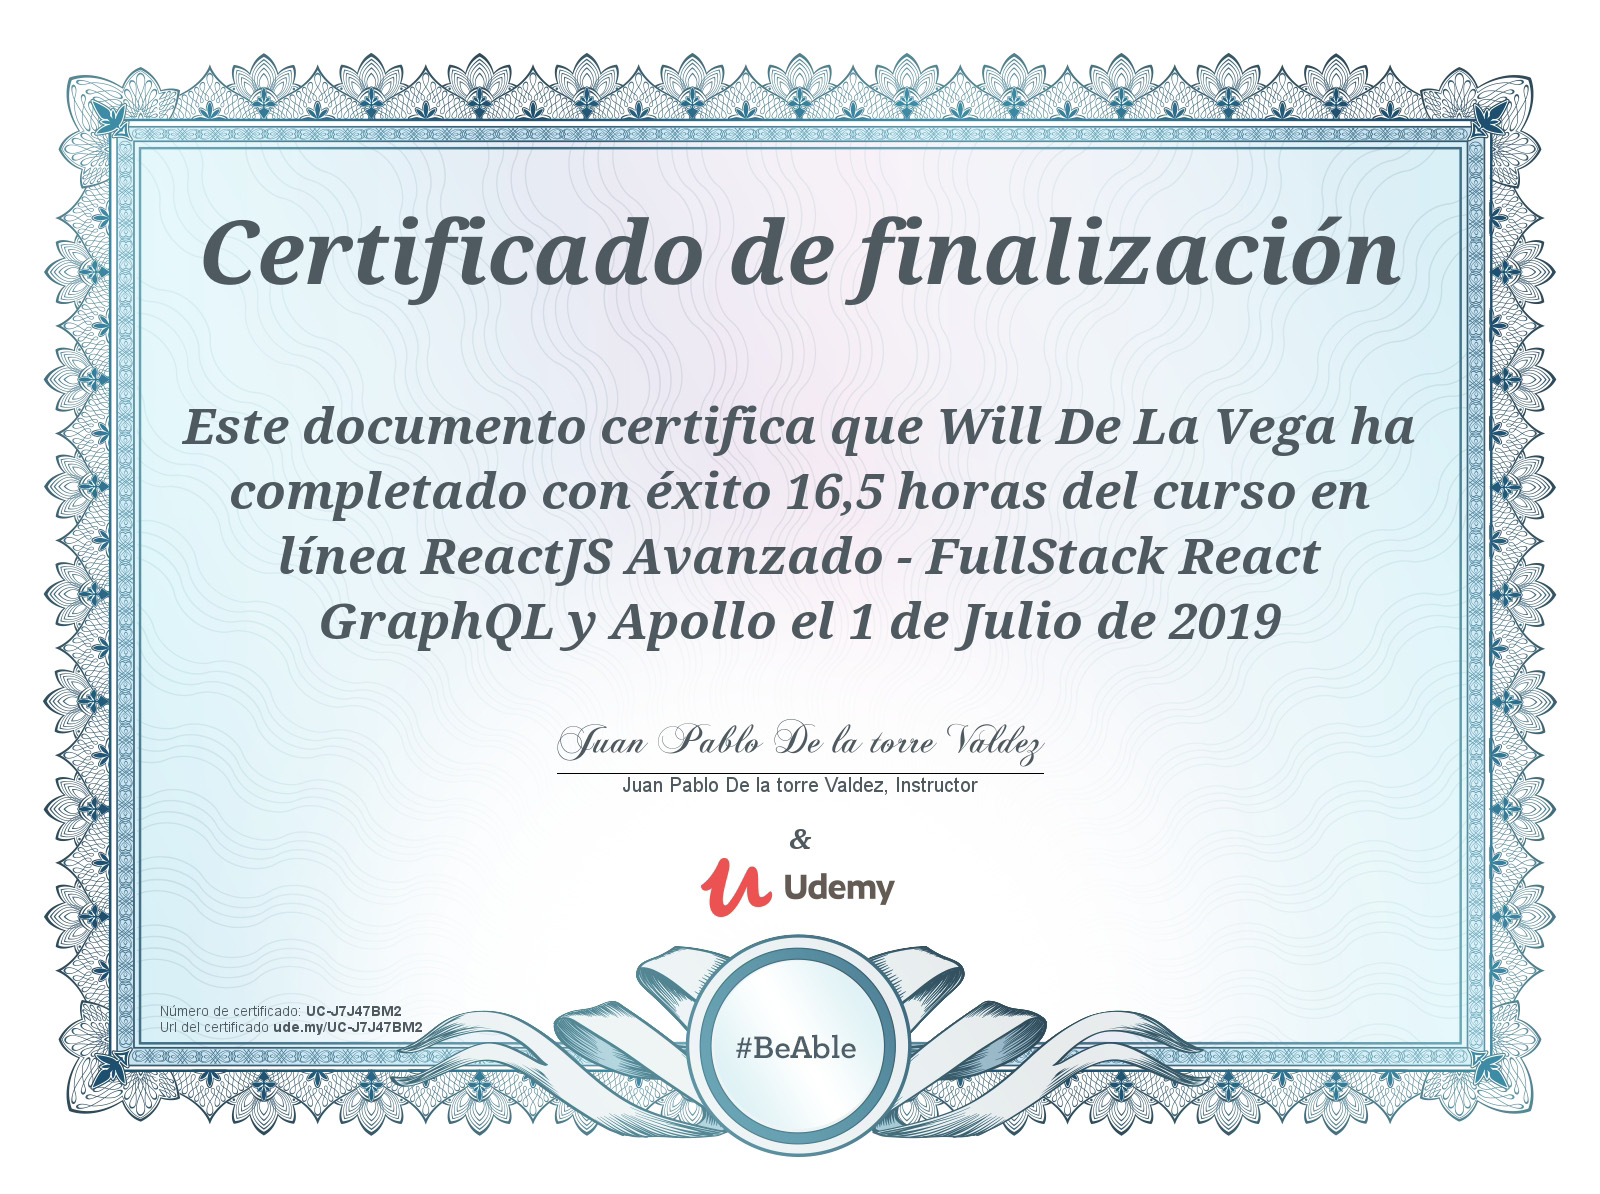 Certificado de finalización
Este documento certifica que Will De La Vega ha
completado con éxito 16,5 horas del curso en
línea ReactJS Avanzado - FullStack React
GraphQL y Apollo el 1 de Julio de 2019
Juan Pablo De la torre Valdez
Juan Pablo De la torre Valdez, Instructor
&
Udemy
Número de certificado: UC-J7J47BM2
Url del certificado ude.my/UC-J7J47BM2
#BeAble